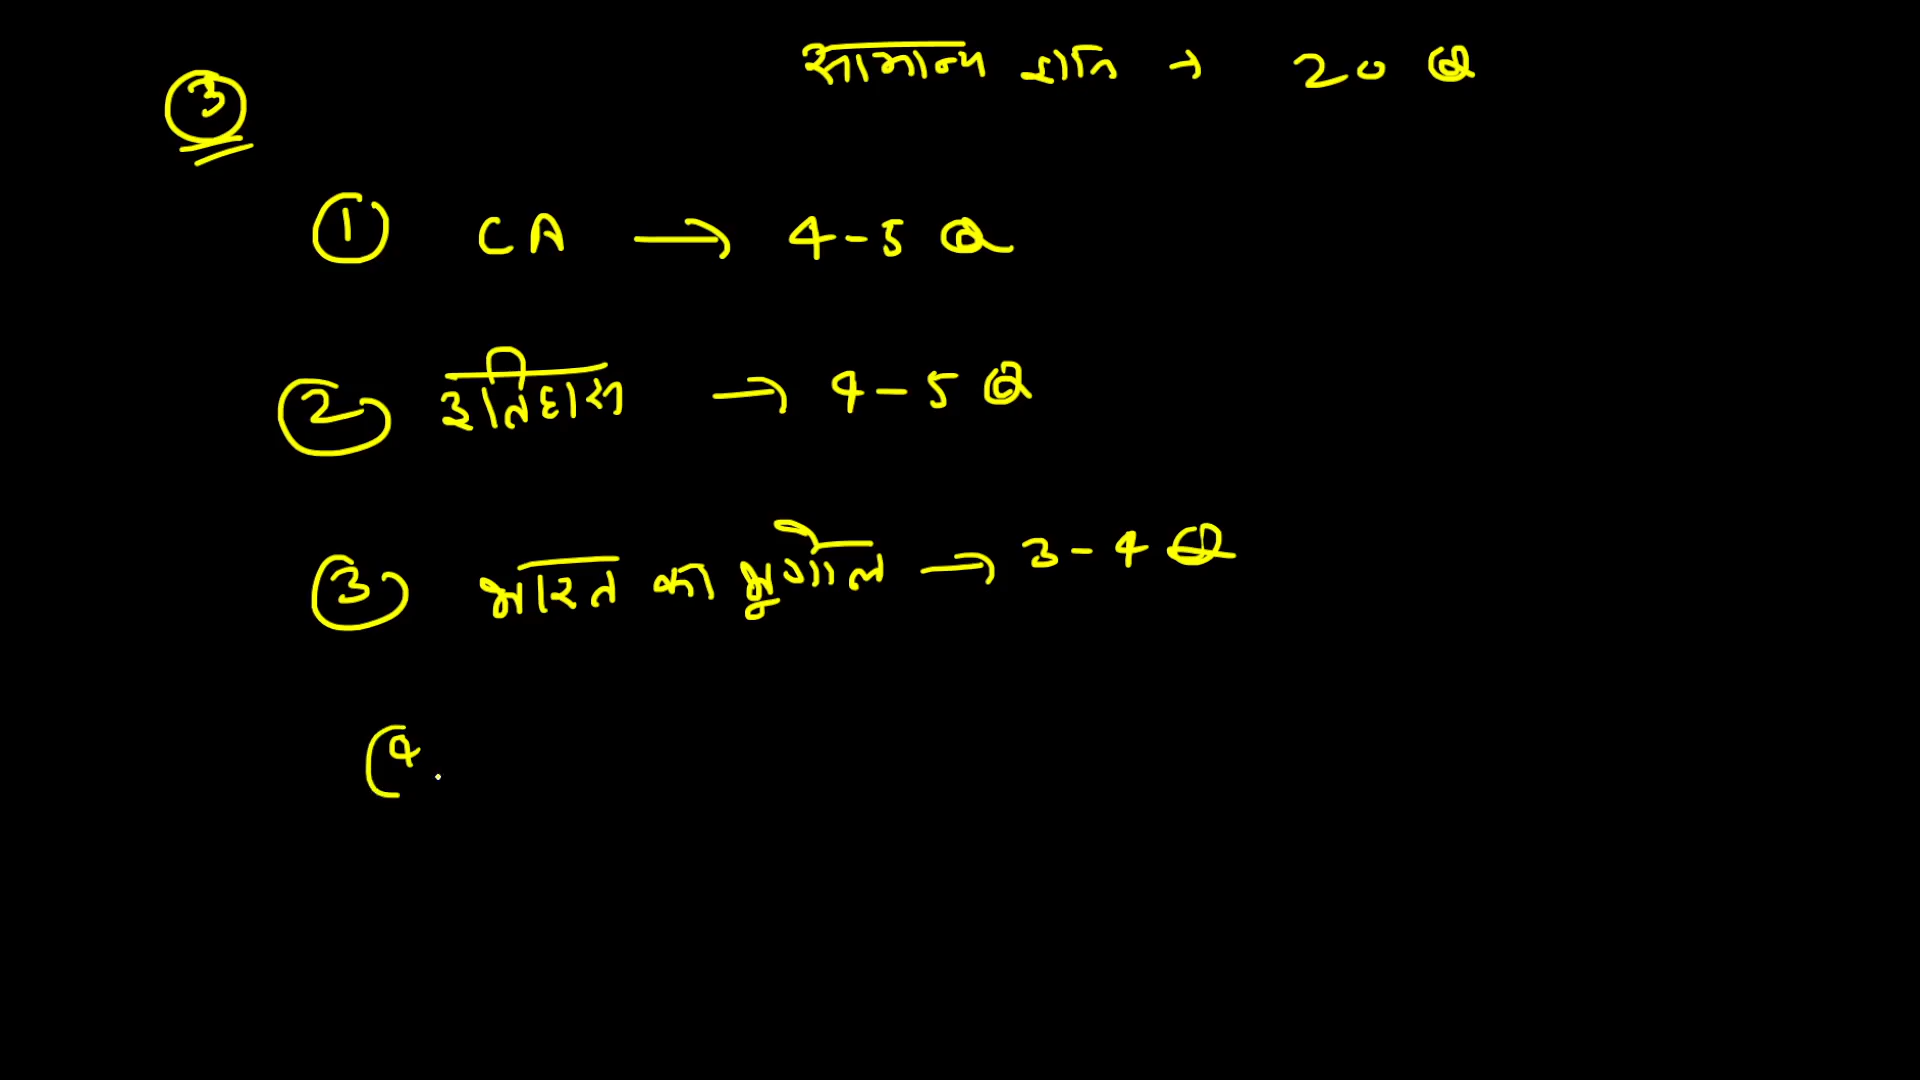 ③
सामान्य ज्ञान → 20 Q
① CA → 4-5 Q
② इतिहास → 4-5 Q
③ भारत का भूगोल → 3-4 Q
(4